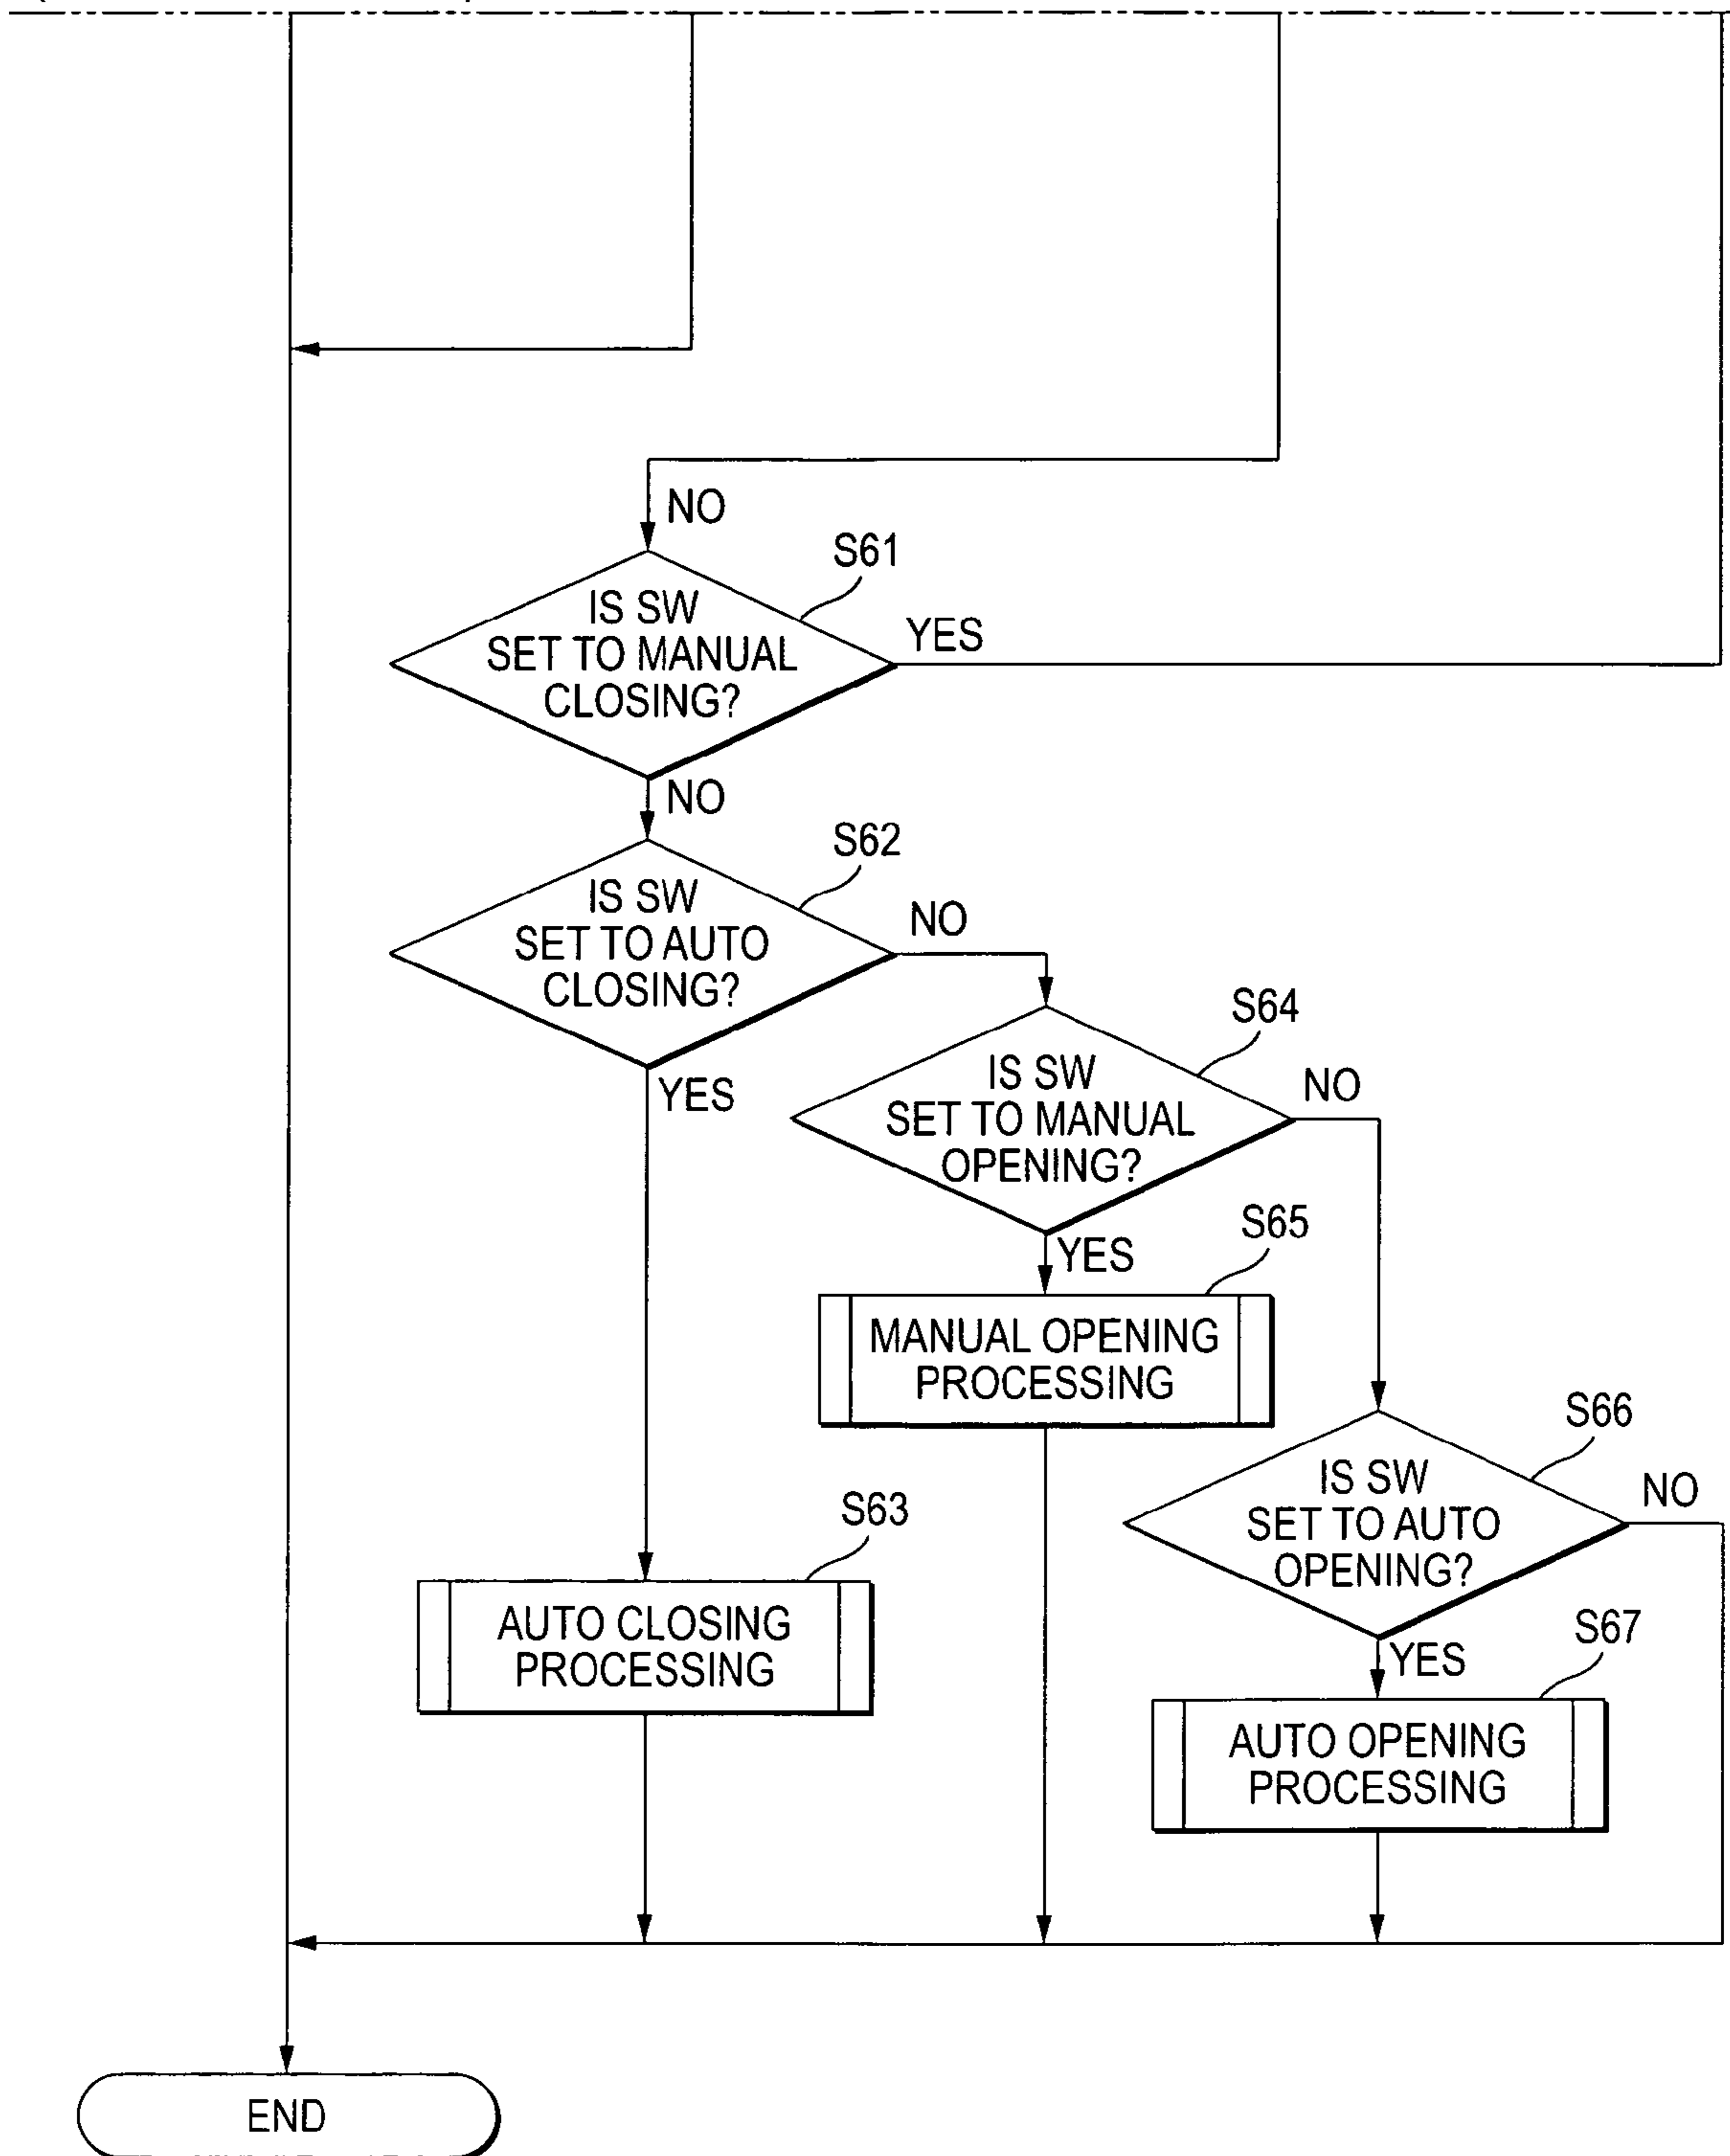 NO
S61
IS SW
SET TO MANUAL
CLOSING?
YES
NO
S62
IS SW
SET TO AUTO
CLOSING?
NO
YES
S64
IS SW
SET TO MANUAL
OPENING?
NO
YES
S65
MANUAL OPENING
PROCESSING
S66
IS SW
SET TO AUTO
OPENING?
NO
YES
S63
AUTO CLOSING
PROCESSING
S67
AUTO OPENING
PROCESSING
END